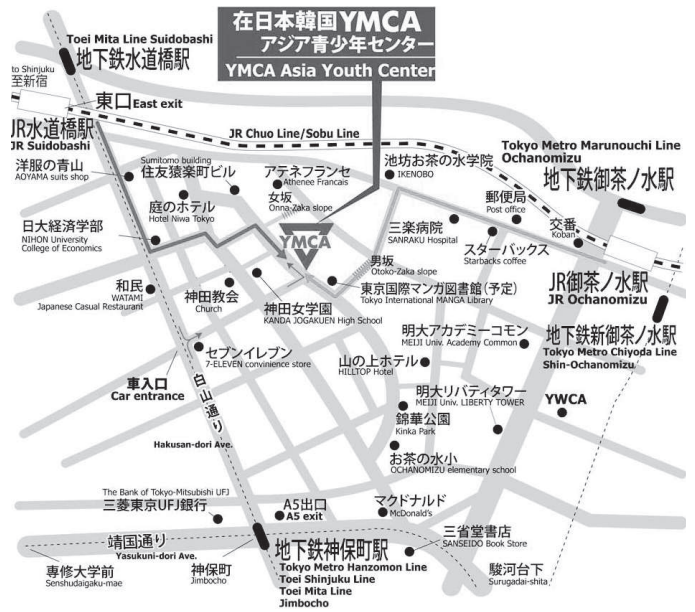 在日本韓国YMCA
アジア青少年センター
YMCA Asia Youth Center
Toei Mita Line Suidobashi
地下鉄水道橋駅
to Shinjuku
至新宿
東口East exit
JR水道橋駅
JR Suidobashi
JR Chuo Line/Sobu Line
Tokyo Metro Marunouchi Line
Ochanomizu
地下鉄御茶ノ水駅
洋服の青山
AOYAMA suits shop
Sumitomo building
住友猿楽町ビル
アテネフランセ
Athenee Francais
池坊お茶の水学院
IKENOBO
庭のホテル
Hotel Niwa Tokyo
女坂
Onna-Zaka slope
郵便局
Post office
三楽病院
SANRAKU Hospital
スターバックス
Starbacks coffee
交番
Koban
日大経済学部
NIHON University
College of Economics
YMCA
男坂
Otoko-Zaka slope
JR御茶ノ水駅
JR Ochanomizu
和民
WATAMI
Japanese Casual Restaurant
神田教会
Church
神田女学園
KANDA JOGAKUEN High School
東京国際マンガ図書館(予定)
Tokyo International MANGA Library
地下鉄新御茶ノ水駅
Tokyo Metro Chiyoda Line
Shin-Ochanomizu
セブンイレブン
7-ELEVEN convinience store
明大アカデミーコモン
MEIJI Univ. Academy Common
山の上ホテル
HILLTOP Hotel
車入口
Car entrance
白山通り
Hakusan-dori Ave.
明大リバティタワー
MEIJI Univ. LIBERTY TOWER
YWCA
錦華公園
Kinka Park
お茶の水小
OCHANOMIZU elementary school
The Bank of Tokyo-Mitsubishi UFJ
三菱東京UFJ銀行
A5出口
A5 exit
マクドナルド
McDonald's
靖国通り
Yasukuni-dori Ave.
地下鉄神保町駅
Tokyo Metro Hanzomon Line
Toei Shinjuku Line
Toei Mita Line
Jimbocho
三省堂書店
SANSEIDO Book Store
専修大学前
Senshudaigaku-mae
神保町
Jimbocho
駿河台下
Surugadai-shita